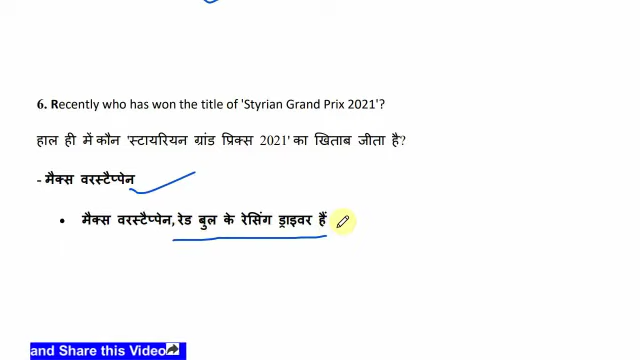 6. Recently who has won the title of 'Styrian Grand Prix 2021'?
हाल ही में कौन 'स्टायरियन ग्रांड प्रिक्स 2021' का खिताब जीता है?
- मैक्स वरस्टैप्पेन
• मैक्स वरस्टैप्पेन, रेड बुल के रेसिंग ड्राइवर हैं
and Share this Video